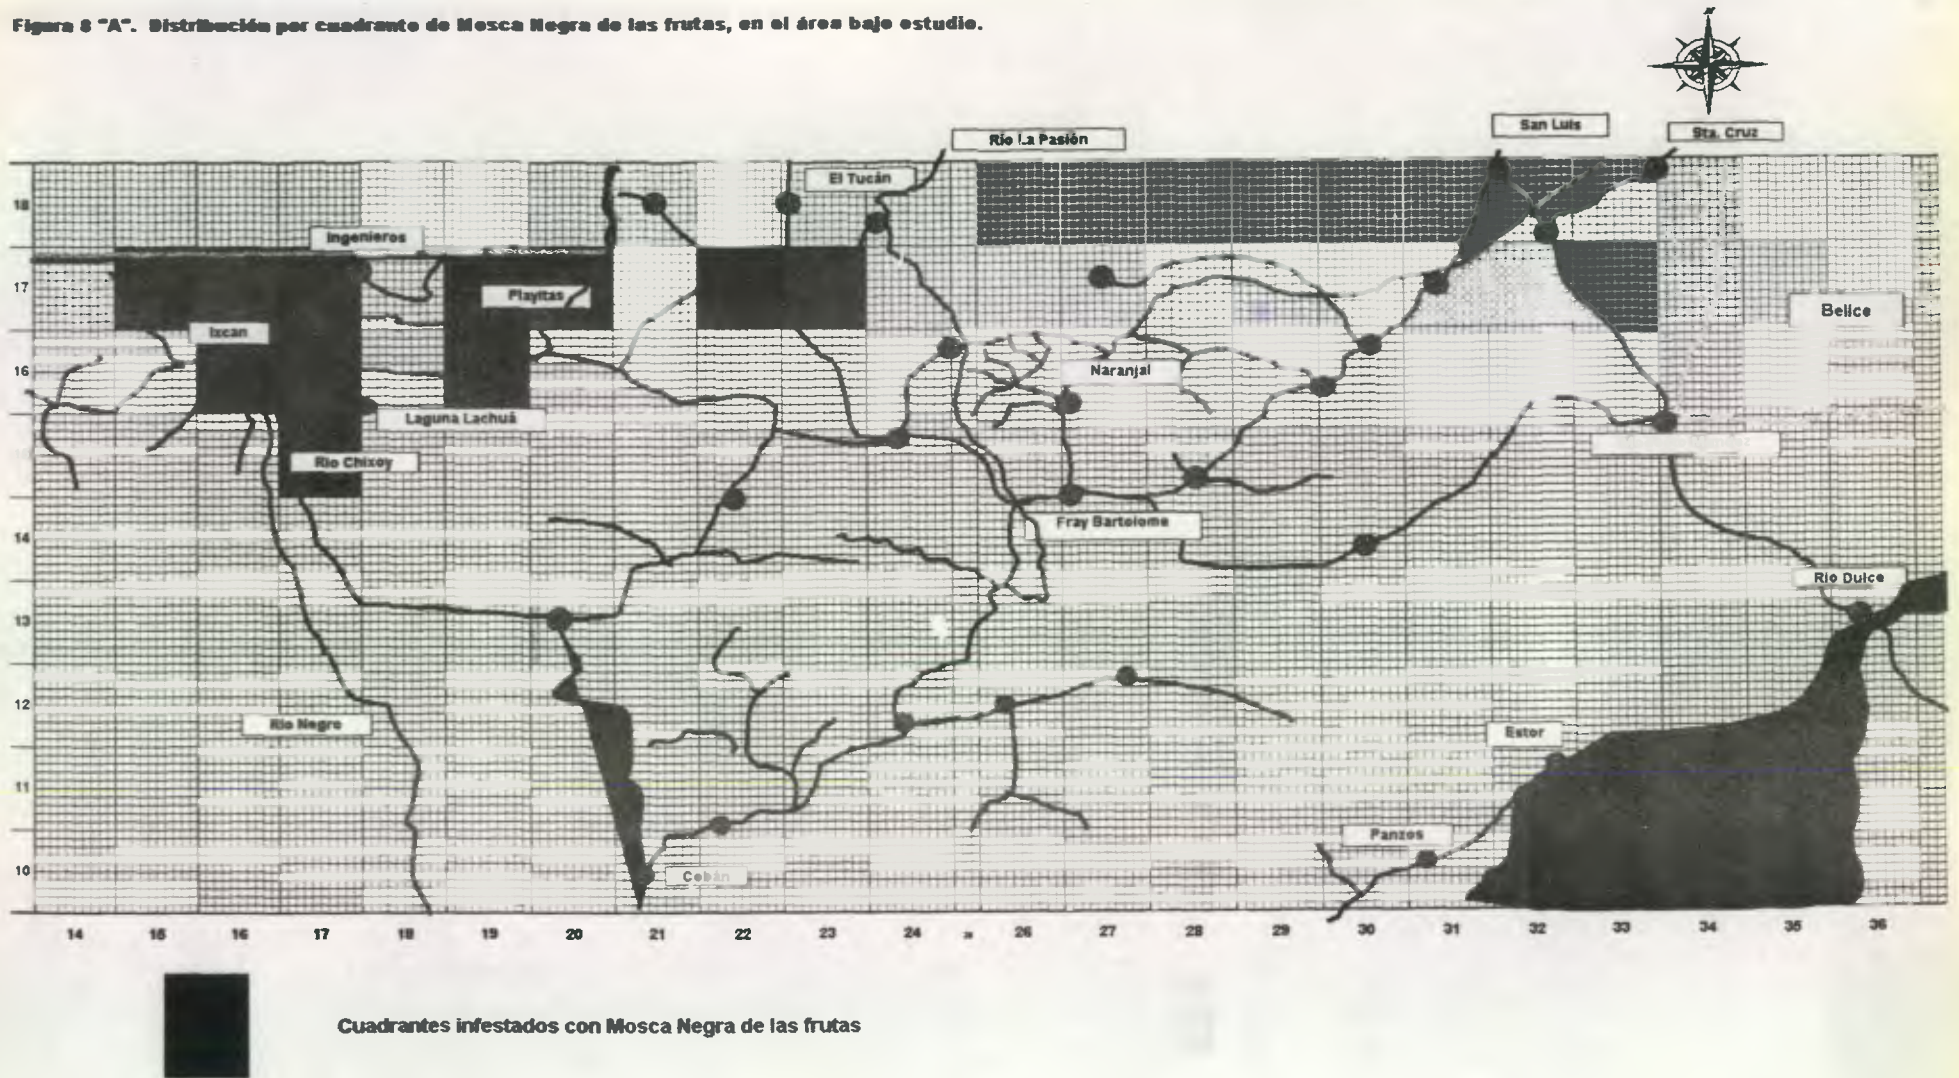 Figura 8 "A". Distribución por cuadrante de Mosca Negra de las frutas, en el área bajo estudio.
N
San Luis
Sta. Cruz
Río La Pasión
El Tucán
18
Ingenieros
17
Playitas
Belice
Ixcan
16
Naranjal
Laguna Lachuá
Rio Chixoy
Fray Bartolome
14
Rio Dulce
13
12
Rio Negro
Estor
11
Panzos
10
Cobán
14 15 16 17 18 19 20 21 22 23 24 26 27 28 29 30 31 32 33 34 35 36
Cuadrantes infestados con Mosca Negra de las frutas